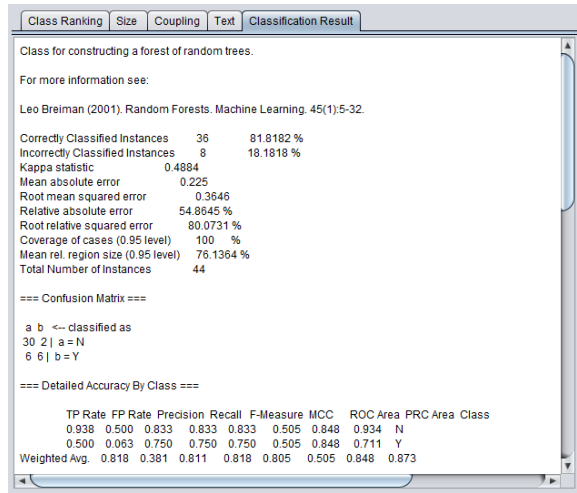 Class Ranking Size Coupling Text Classification Result
Class for constructing a forest of random trees.
For more information see:
Leo Breiman (2001). Random Forests. Machine Learning. 45(1):5-32.
Correctly Classified Instances 36 81.8182 %
Incorrectly Classified Instances 8 18.1818 %
Kappa statistic 0.4884
Mean absolute error 0.225
Root mean squared error 0.3646
Relative absolute error 54.8645 %
Root relative squared error 80.0731 %
Coverage of cases (0.95 level) 100 %
Mean rel. region size (0.95 level) 76.1364 %
Total Number of Instances 44
=== Confusion Matrix ===
a b <-- classified as
30 2 | a = N
6 6 | b = Y
=== Detailed Accuracy By Class ===
TP Rate FP Rate Precision Recall F-Measure MCC ROC Area PRC Area Class
0.938 0.500 0.833 0.833 0.833 0.505 0.848 0.934 N
0.500 0.063 0.750 0.750 0.750 0.505 0.848 0.711 Y
Weighted Avg. 0.818 0.381 0.811 0.818 0.805 0.505 0.848 0.873